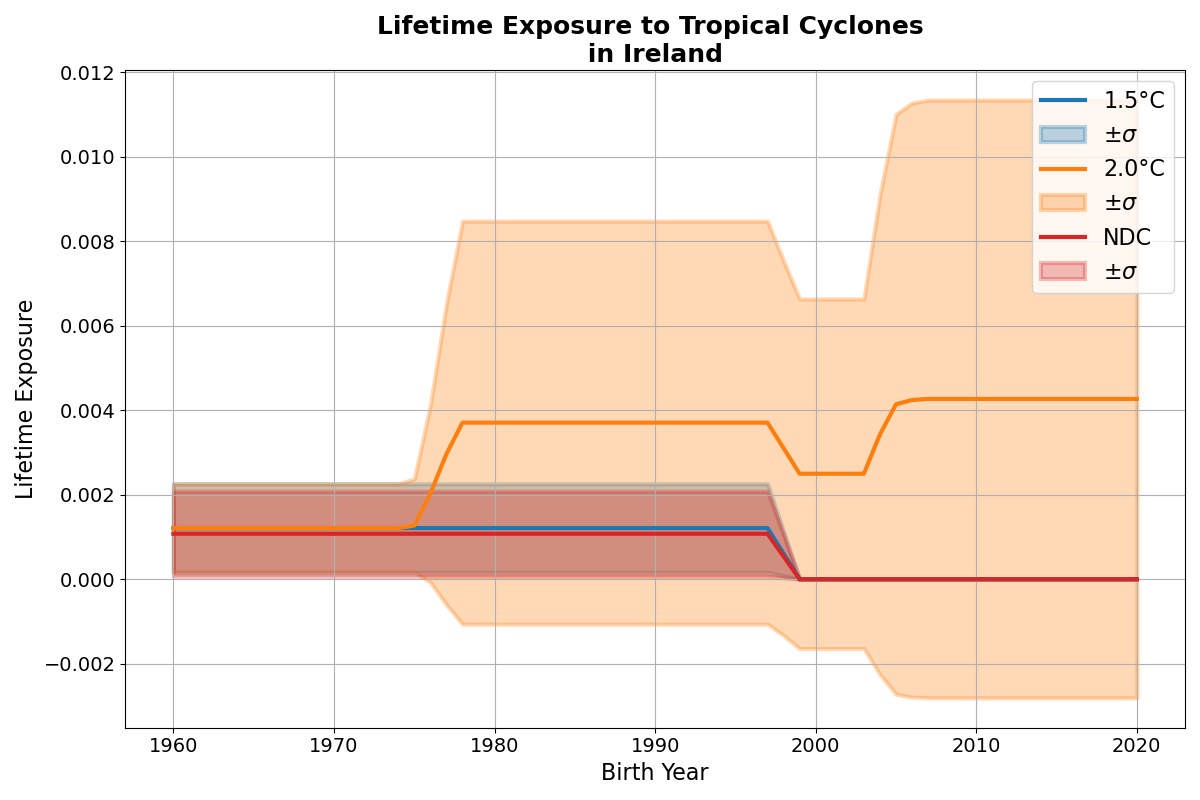 Lifetime Exposure to Tropical Cyclones
in Ireland
0.012
0.010
0.008
0.006
0.004
0.002
0.000
−0.002
Lifetime Exposure
1.5°C
±σ
2.0°C
±σ
NDC
±σ
1960 1970 1980 1990 2000 2010 2020
Birth Year